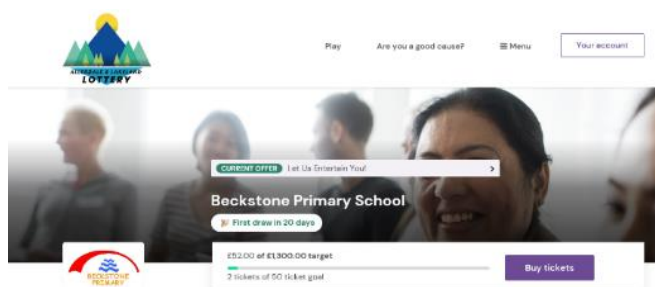 Play
Are you a good cause?
Menu
Your account
ALLERDALE & LAKELAND
LOTTERY
CURRENT OFFER Let Us Entertain You!
Beckstone Primary School
First draw in 20 days
£52.00 of £1,300.00 target
2 tickets of 50 ticket goal
Buy tickets
BECKSTONE
PRIMARY